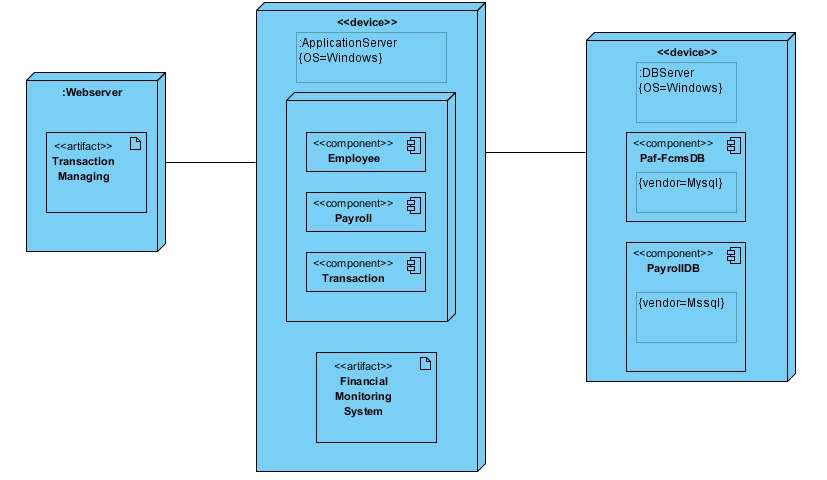 :Webserver
<<artifact>>
Transaction
Managing
<<device>>
:ApplicationServer
{OS=Windows}
<<component>>
Employee
<<component>>
Payroll
<<component>>
Transaction
<<artifact>>
Financial
Monitoring
System
<<device>>
:DBServer
{OS=Windows}
<<component>>
Paf-FcmsDB
{vendor=Mysql}
<<component>>
PayrollDB
{vendor=Mssql}